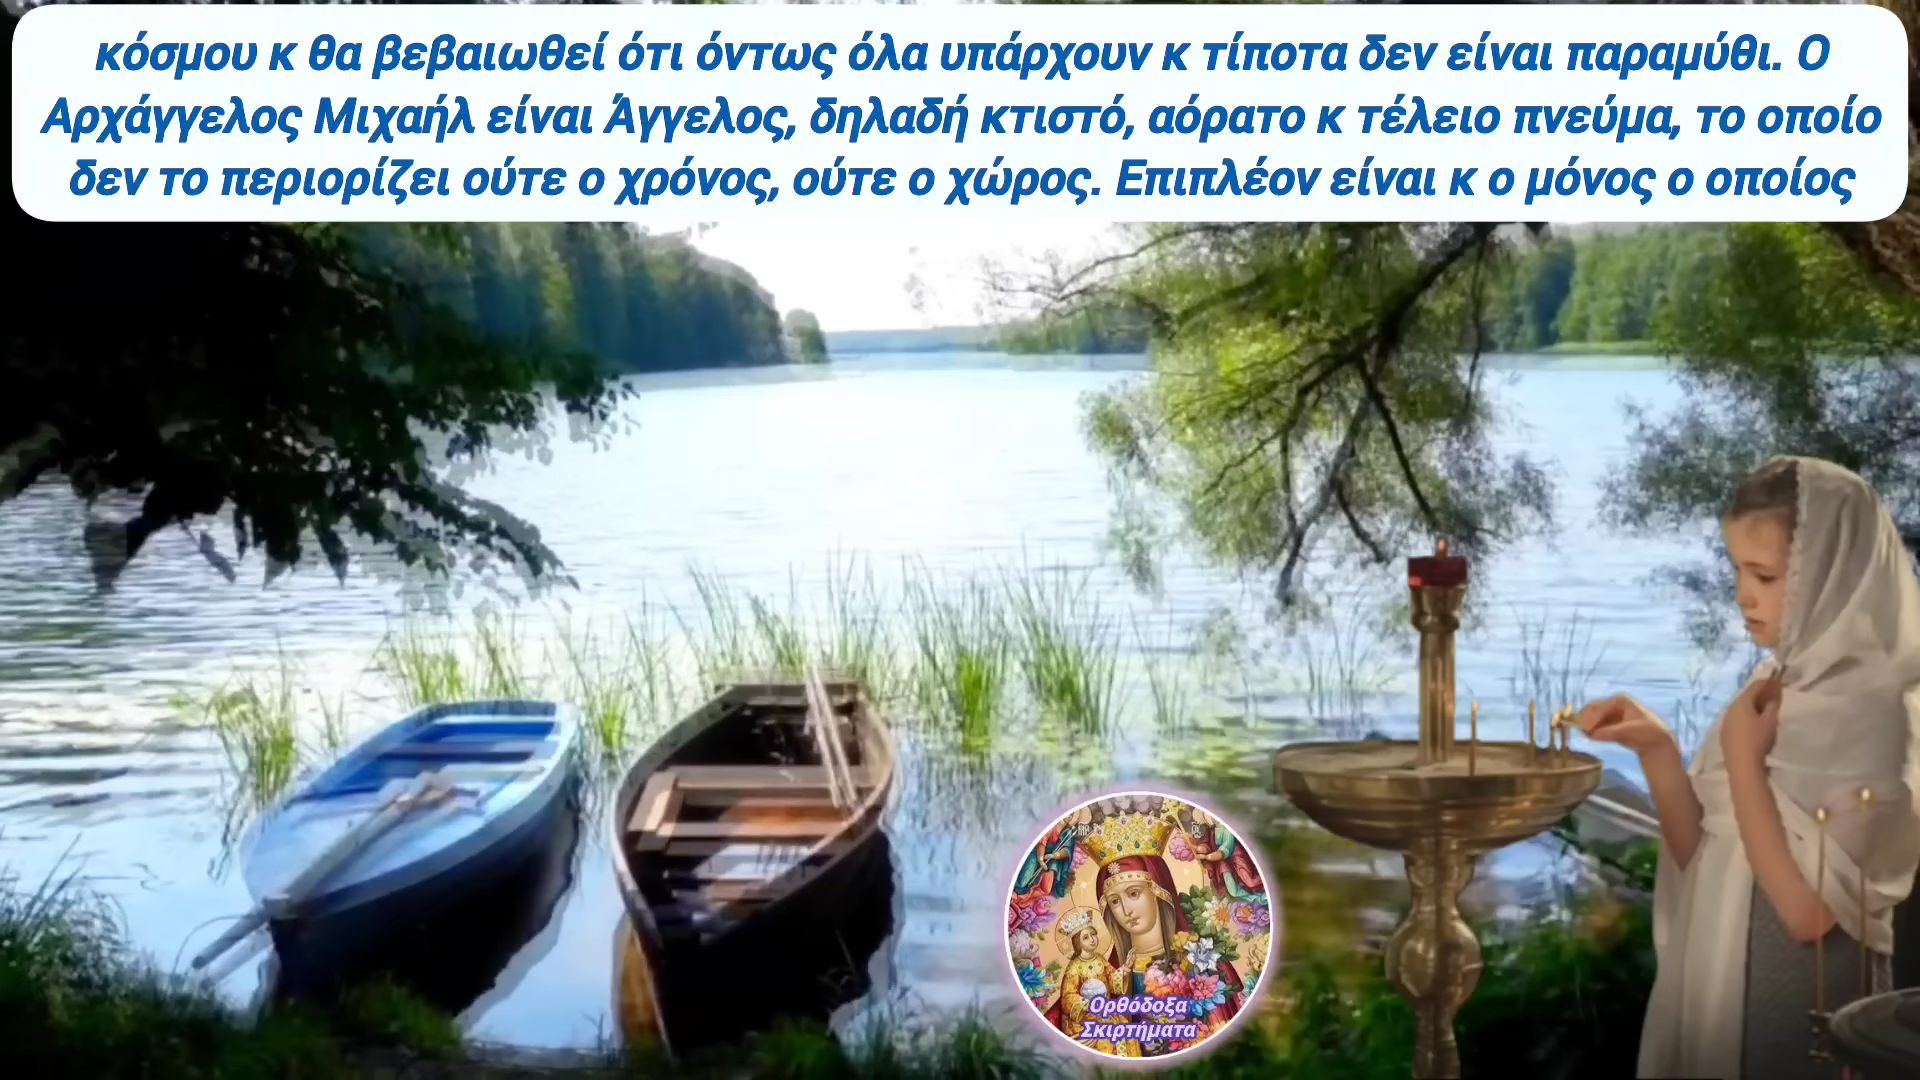 κόσμου κ θα βεβαιωθεί ότι όντως όλα υπάρχουν κ τίποτα δεν είναι παραμύθι. Ο
Αρχάγγελος Μιχαήλ είναι Άγγελος, δηλαδή κτιστό, αόρατο κ τέλειο πνεύμα, το οποίο
δεν το περιορίζει ούτε ο χρόνος, ούτε ο χώρος. Επιπλέον είναι κ ο μόνος ο οποίος
Ορθόδοξα
Σκιρτήματα